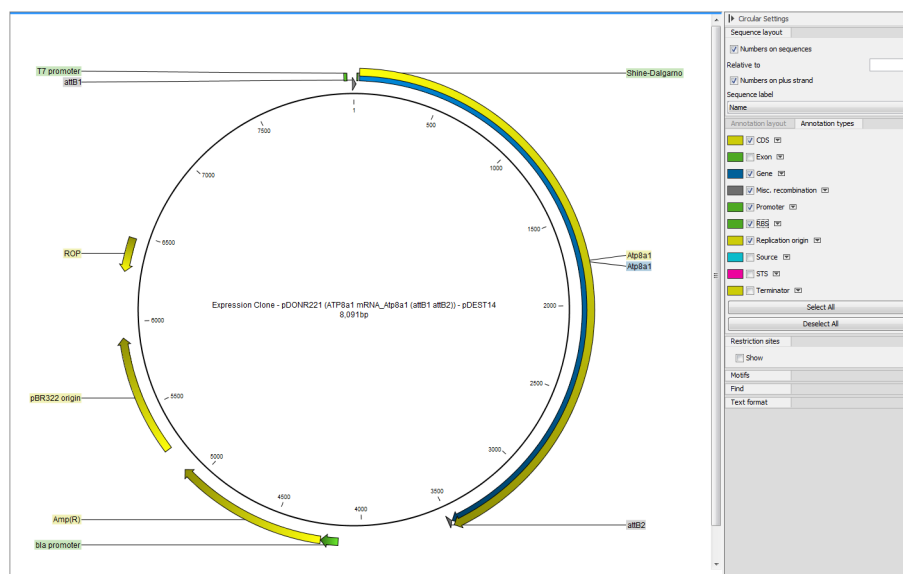 T7 promoter
attB1
Shine-Dalgarno
1
500
1000
1500
2000
2500
3000
3500
4000
4500
5000
5500
6000
6500
7000
7500
Atp8a1
Atp8a1
ROP
Expression Clone - pDONR221 (ATP8a1 mRNA_Atp8a1 (attB1 attB2)) - pDEST14
8,091bp
pBR322 origin
Amp(R)
bla promoter
attB2
Circular Settings
Sequence layout
Numbers on sequences
Relative to
Numbers on plus strand
Sequence label
Name
Annotation layout Annotation types
CDS
Exon
Gene
Misc. recombination
Promoter
RBS
Replication origin
Source
STS
Terminator
Select All
Deselect All
Restriction sites
Show
Motifs
Find
Text format